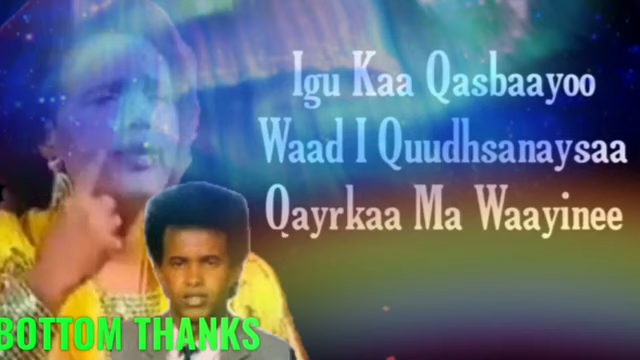 Igu Kaa Qasbaayoo
Waad I Quudhsanaysaa
Qayrkaa Ma Waayinee
BOTTOM THANKS